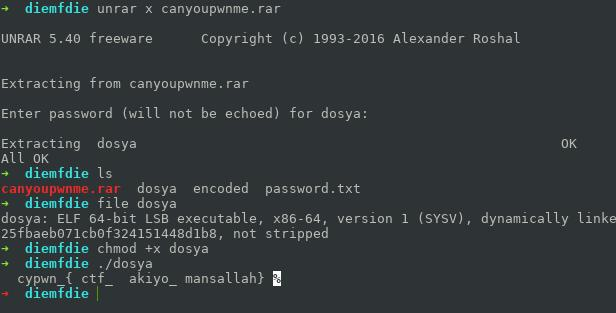 ➜ diemfdie unrar x canyoupwnme.rar
UNRAR 5.40 freeware Copyright (c) 1993-2016 Alexander Roshal
Extracting from canyoupwnme.rar
Enter password (will not be echoed) for dosya:
Extracting dosya OK
All OK
➜ diemfdie ls
canyoupwnme.rar dosya encoded password.txt
➜ diemfdie file dosya
dosya: ELF 64-bit LSB executable, x86-64, version 1 (SYSV), dynamically linke
25fbaeb071cb0f324151448d1b8, not stripped
➜ diemfdie chmod +x dosya
➜ diemfdie ./dosya
cypwn_{ ctf_ akiyo_ mansallah} %
➜ diemfdie